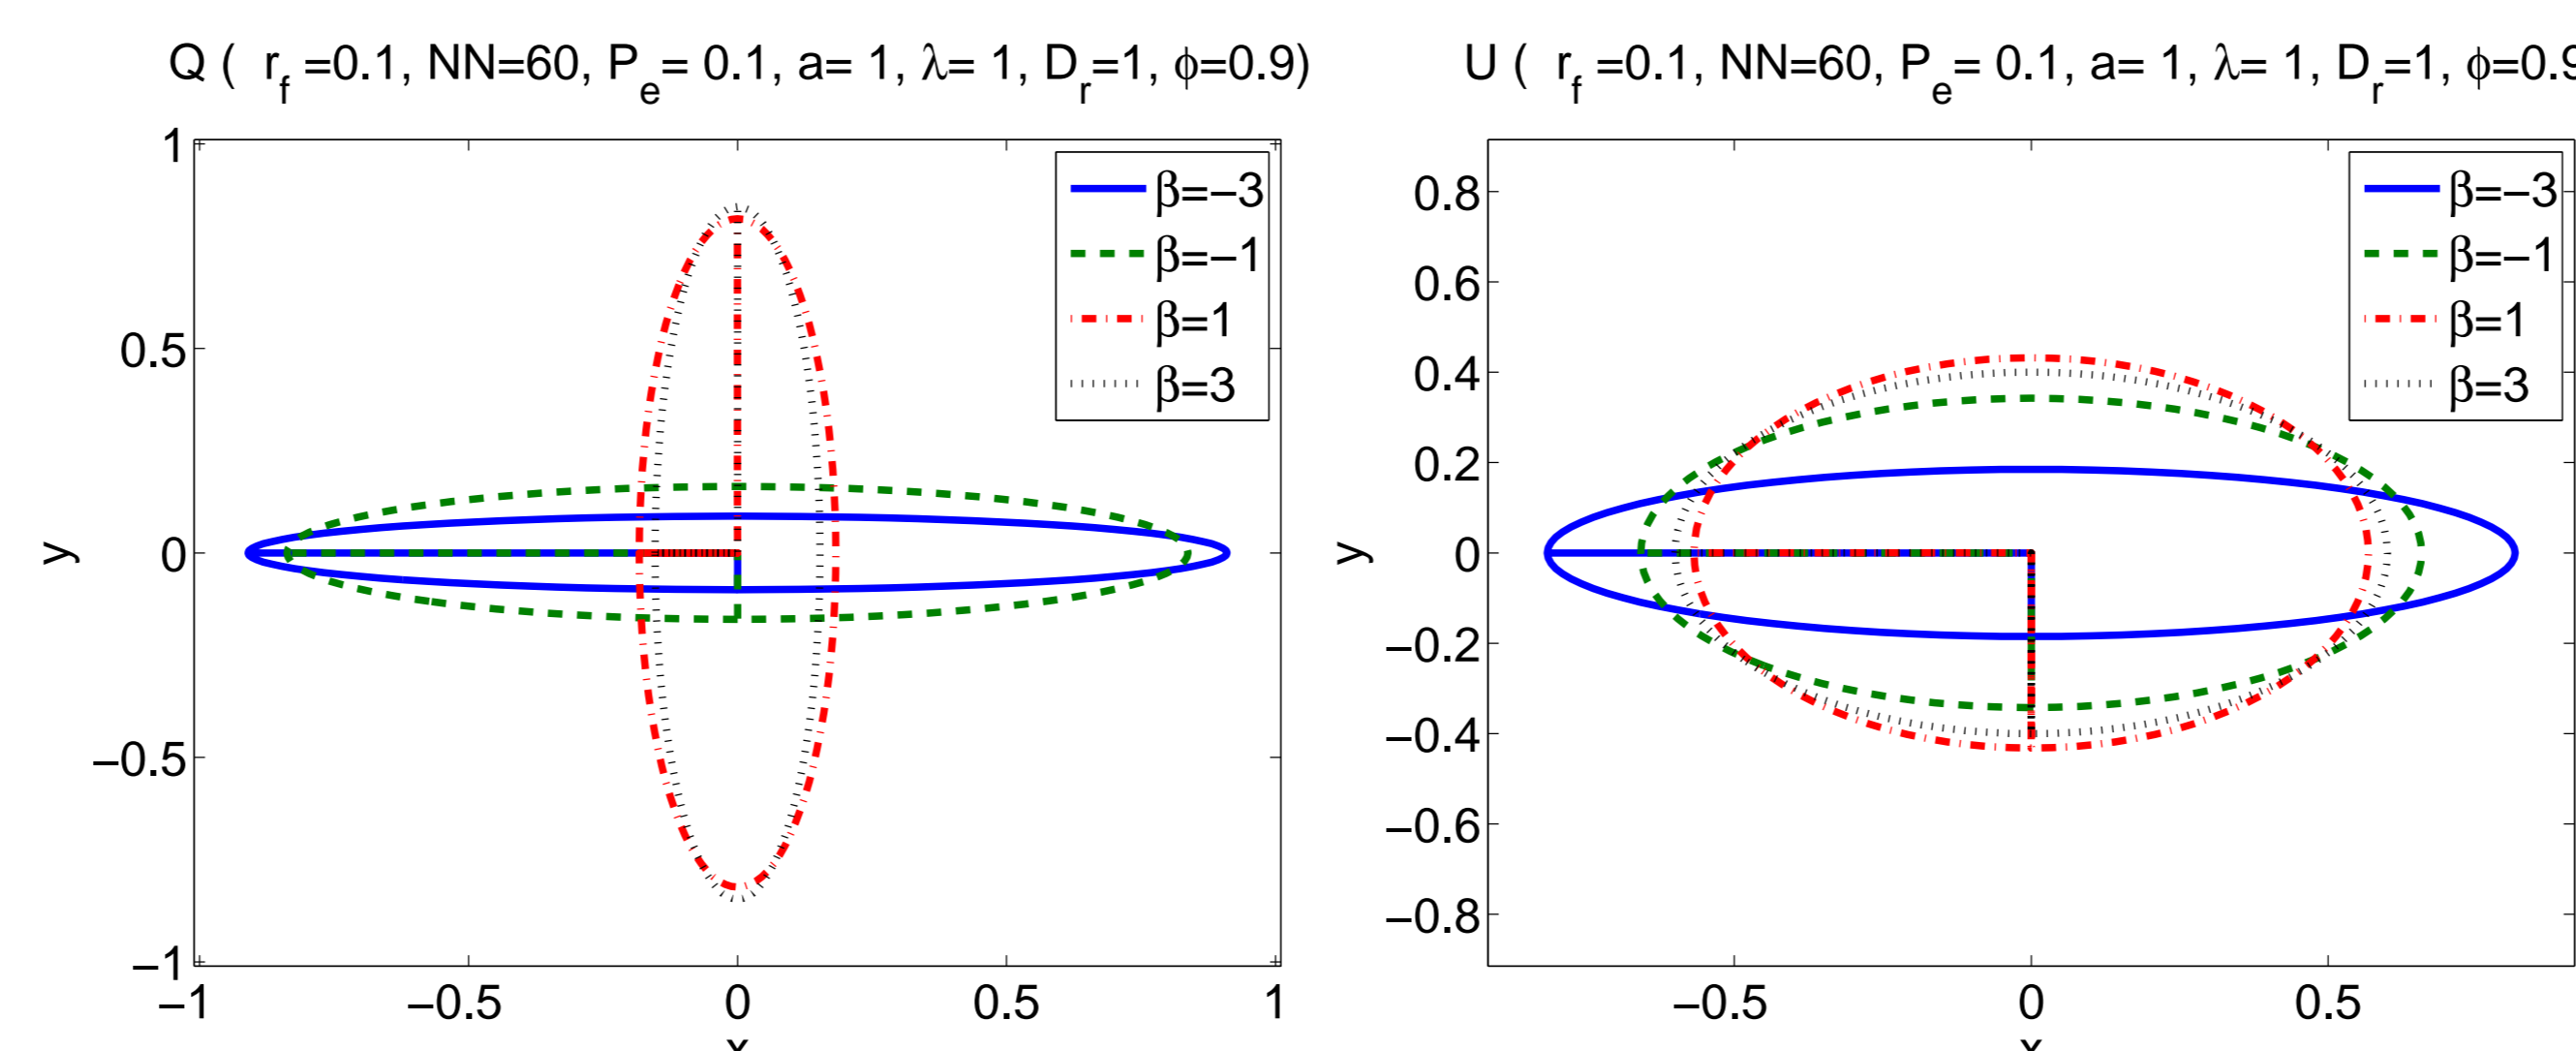 Q ( r_f =0.1, NN=60, P_e= 0.1, a= 1, λ= 1, D_r=1, ϕ=0.9)
1
0.5
0
−0.5
−1
y
−1 −0.5 0 0.5 1
x
β=−3
β=−1
β=1
β=3
U ( r_f =0.1, NN=60, P_e= 0.1, a= 1, λ= 1, D_r=1, ϕ=0.9
0.8
0.6
0.4
0.2
0
−0.2
−0.4
−0.6
−0.8
y
−0.5 0 0.5
x
β=−3
β=−1
β=1
β=3